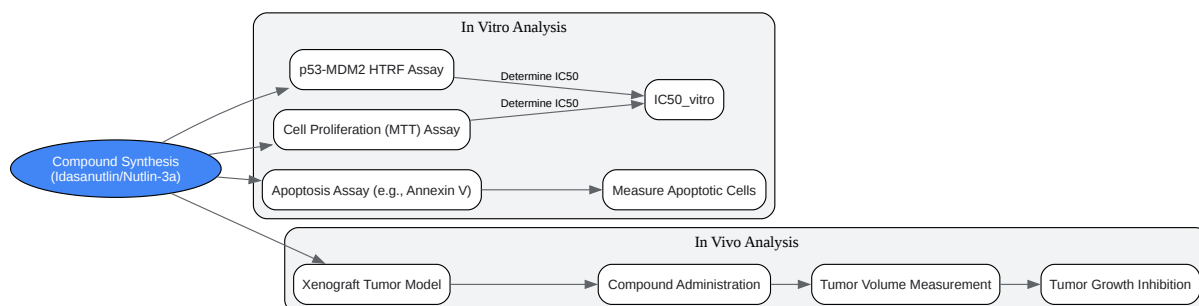 In Vitro Analysis
p53-MDM2 HTRF Assay
Determine IC50
IC50_vitro
Determine IC50
Cell Proliferation (MTT) Assay
Compound Synthesis
(Idasanutlin/Nutlin-3a)
Apoptosis Assay (e.g., Annexin V)
Measure Apoptotic Cells
In Vivo Analysis
Xenograft Tumor Model
Compound Administration
Tumor Volume Measurement
Tumor Growth Inhibition